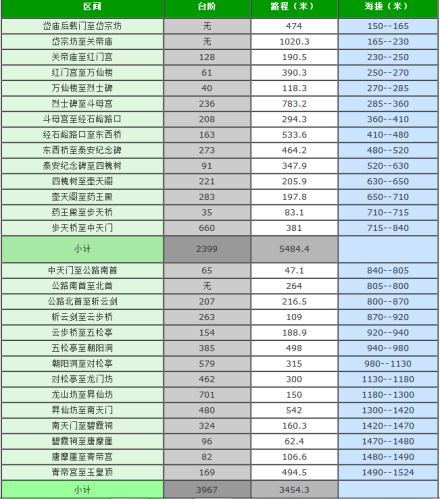 区间 台阶 路程（米） 海拔（米）
岱庙后载门至岱宗坊 无 474 150--165
岱宗坊至关帝庙 无 1020.3 165--230
关帝庙至红门宫 128 190.5 230--250
红门宫至万仙楼 61 390.3 250--270
万仙楼至烈士碑 40 118.3 270--285
烈士碑至斗母宫 236 783.2 285--360
斗母宫至经石峪路口 208 294.3 360--410
经石峪路口至东西桥 163 533.6 410--480
东西桥至泰安纪念碑 273 464.2 480--520
泰安纪念碑至四槐树 91 347.9 520--630
四槐树至壶天阁 221 205.9 630--650
壶天阁至药王殿 283 197.8 650--710
药王殿至步天桥 35 83.1 710--715
步天桥至中天门 660 381 715--840
小计 2399 5484.4
中天门至公路南首 65 47.1 840--805
公路南首至北首 无 264 805--800
公路北首至斩云剑 207 216.5 800--870
斩云剑至云步桥 263 109 870--920
云步桥至五松亭 154 188.9 920--940
五松亭至朝阳洞 385 498 940--980
朝阳洞至对松亭 579 315 980--1130
对松亭至龙门坊 462 300 1130--1180
龙山坊至昇仙坊 701 150 1180--1300
昇仙坊至南天门 480 542 1300--1420
南天门至碧霞祠 324 160.3 1420--1470
碧霞祠至唐摩崖 96 62.4 1470--1480
唐摩崖至青帝宫 82 106.6 1480--1490
青帝宫至玉皇顶 169 494.5 1490--1524
小计 3967 3454.3